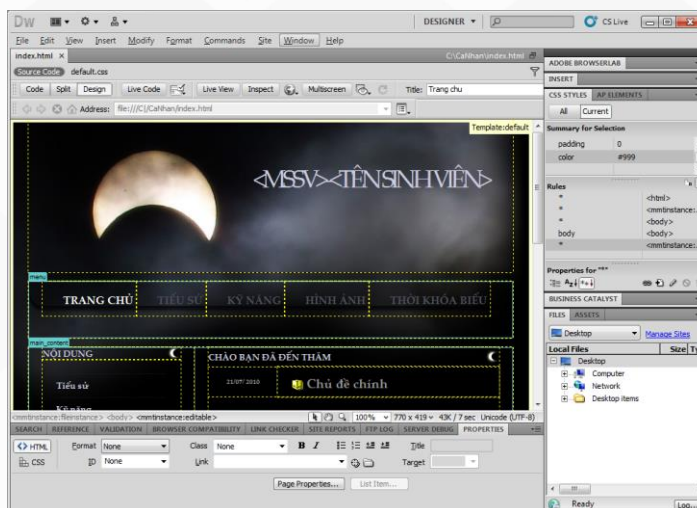 Dw DESIGNER CS Live
File Edit View Insert Modify Format Commands Site Window Help
index.html × C:\CaNhan\index.html
Source Code default.css
Code Split Design Live Code Live View Inspect Multiscreen Title: Trang chu
Address: file:///C|/CaNhan/index.html
Template:default
<MSSV><TÊN SINH VIÊN>
menu
TRANG CHỦ TIỂU SỬ KỸ NĂNG HÌNH ẢNH THỜI KHÓA BIỂU
main_content
NỘI DUNG CHÀO BẠN ĐÃ ĐẾN THĂM
21/07/2010 Chủ đề chính
Tiểu sử
Kỹ năng
<mmtinstance:fileinstance> <body> <mmtinstance:editable> 100% 770 x 419 43K / 7 sec Unicode (UTF-8)
SEARCH REFERENCE VALIDATION BROWSER COMPATIBILITY LINK CHECKER SITE REPORTS FTP LOG SERVER DEBUG PROPERTIES
<> HTML Format None Class None B I Title
CSS ID None Link Target
Page Properties... List Item...
ADOBE BROWSERLAB
INSERT
CSS STYLES AP ELEMENTS
All Current
Summary for Selection
padding 0
color #999
Rules
* <html>
* <mmtinstance:...
* <body>
body <body>
* <mmtinstance:...
Properties for "*"
BUSINESS CATALYST
FILES ASSETS
Desktop Manage Sites
Local Files Size Ty
Desktop
Computer
Network
Desktop items
Ready Log...